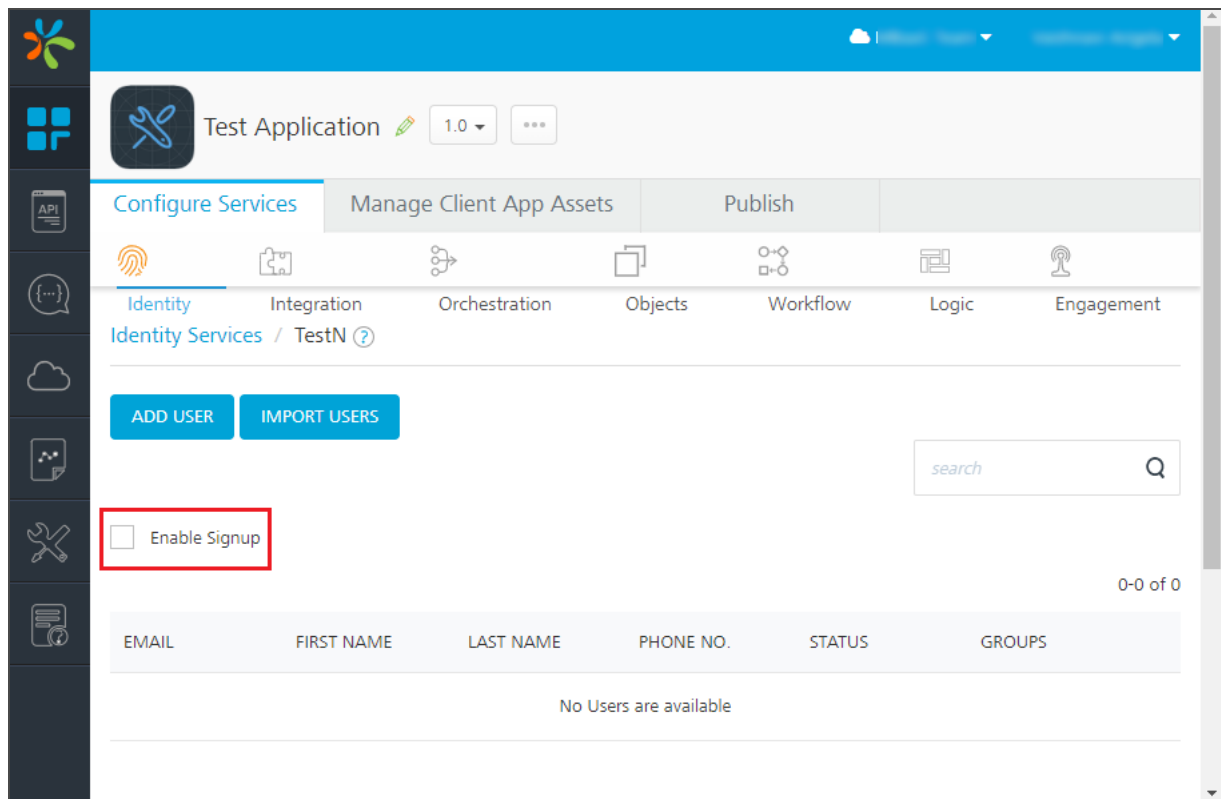 Test Application 1.0
Configure Services Manage Client App Assets Publish
API
{...}
Identity Integration Orchestration Objects Workflow Logic Engagement
Identity Services / TestN ?
ADD USER IMPORT USERS
search
Enable Signup
0-0 of 0
EMAIL FIRST NAME LAST NAME PHONE NO. STATUS GROUPS
No Users are available